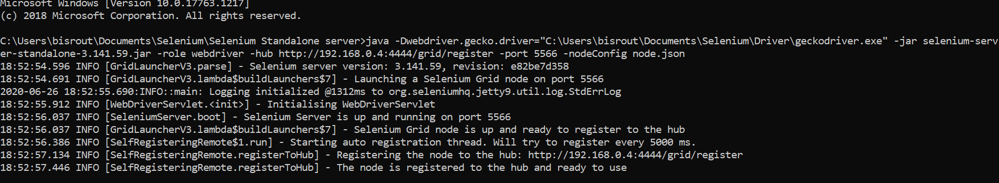 Microsoft Windows [Version 10.0.17763.1217]
(c) 2018 Microsoft Corporation. All rights reserved.
C:\Users\bisrout\Documents\Selenium\Selenium Standalone server>java -Dwebdriver.gecko.driver="C:\Users\bisrout\Documents\Selenium\Driver\geckodriver.exe" -jar selenium-serv
er-standalone-3.141.59.jar -role webdriver -hub http://192.168.0.4:4444/grid/register -port 5566 -nodeConfig node.json
18:52:54.596 INFO [GridLauncherV3.parse] - Selenium server version: 3.141.59, revision: e82be7d358
18:52:54.691 INFO [GridLauncherV3.lambda$buildLaunchers$7] - Launching a Selenium Grid node on port 5566
2020-06-26 18:52:55.690:INFO::main: Logging initialized @1312ms to org.seleniumhq.jetty9.util.log.StdErrLog
18:52:55.912 INFO [WebDriverServlet.<init>] - Initialising WebDriverServlet
18:52:56.037 INFO [SeleniumServer.boot] - Selenium Server is up and running on port 5566
18:52:56.037 INFO [GridLauncherV3.lambda$buildLaunchers$7] - Selenium Grid node is up and ready to register to the hub
18:52:56.386 INFO [SelfRegisteringRemote$1.run] - Starting auto registration thread. Will try to register every 5000 ms.
18:52:57.134 INFO [SelfRegisteringRemote.registerToHub] - Registering the node to the hub: http://192.168.0.4:4444/grid/register
18:52:57.446 INFO [SelfRegisteringRemote.registerToHub] - The node is registered to the hub and ready to use